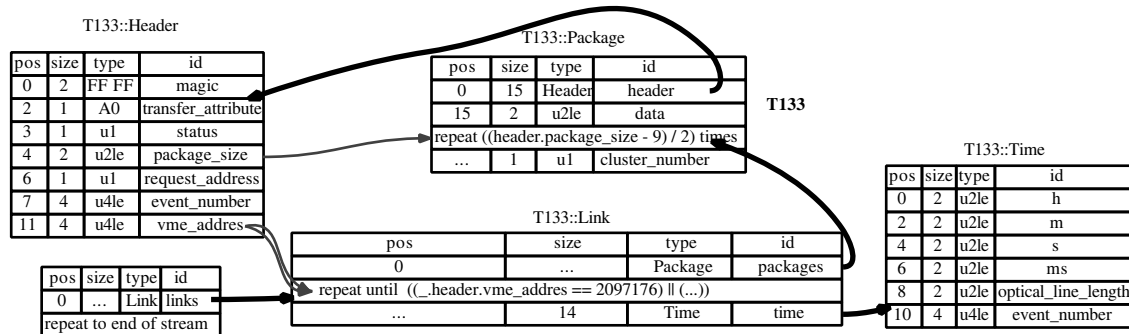 T133::Header
pos size type id
0 2 FF FF magic
2 1 A0 transfer_attribute
3 1 u1 status
4 2 u2le package_size
6 1 u1 request_address
7 4 u4le event_number
11 4 u4le vme_addres
T133::Package
pos size type id
0 15 Header header
15 2 u2le data
repeat ((header.package_size - 9) / 2) times
... 1 u1 cluster_number
T133
T133::Time
pos size type id
0 2 u2le h
2 2 u2le m
4 2 u2le s
6 2 u2le ms
8 2 u2le optical_line_length
10 4 u4le event_number
T133::Link
pos size type id
0 ... Package packages
repeat until ((_.header.vme_addres == 2097176) || (...))
... 14 Time time
pos size type id
0 ... Link links
repeat to end of stream